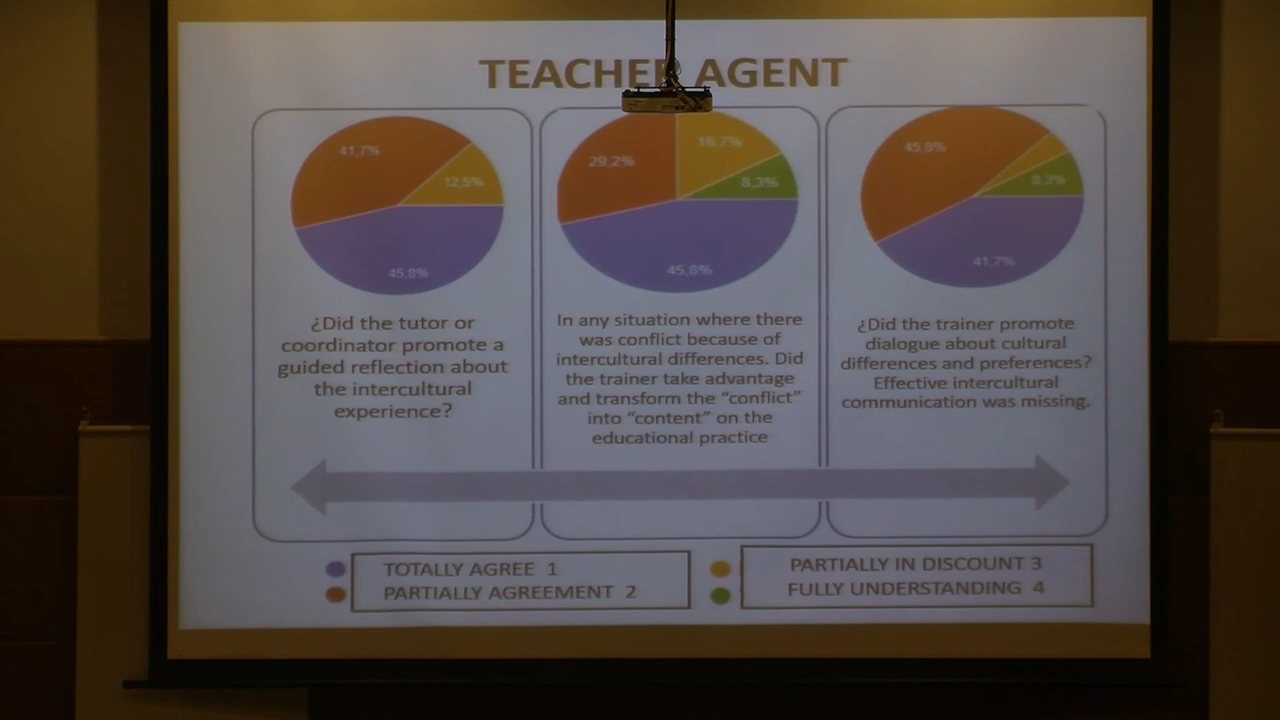 TEACHER AGENT
41,7%
12,5%
45,8%
29,2%
16,7%
8,3%
45,8%
45,8%
8,3%
41,7%
¿Did the tutor or
coordinator promote a
guided reflection about
the intercultural
experience?
In any situation where there
was conflict because of
intercultural differences. Did
the trainer take advantage
and transform the “conflict”
into “content” on the
educational practice
¿Did the trainer promote
dialogue about cultural
differences and preferences?
Effective intercultural
communication was missing.
TOTALLY AGREE 1
PARTIALLY AGREEMENT 2
PARTIALLY IN DISCOUNT 3
FULLY UNDERSTANDING 4